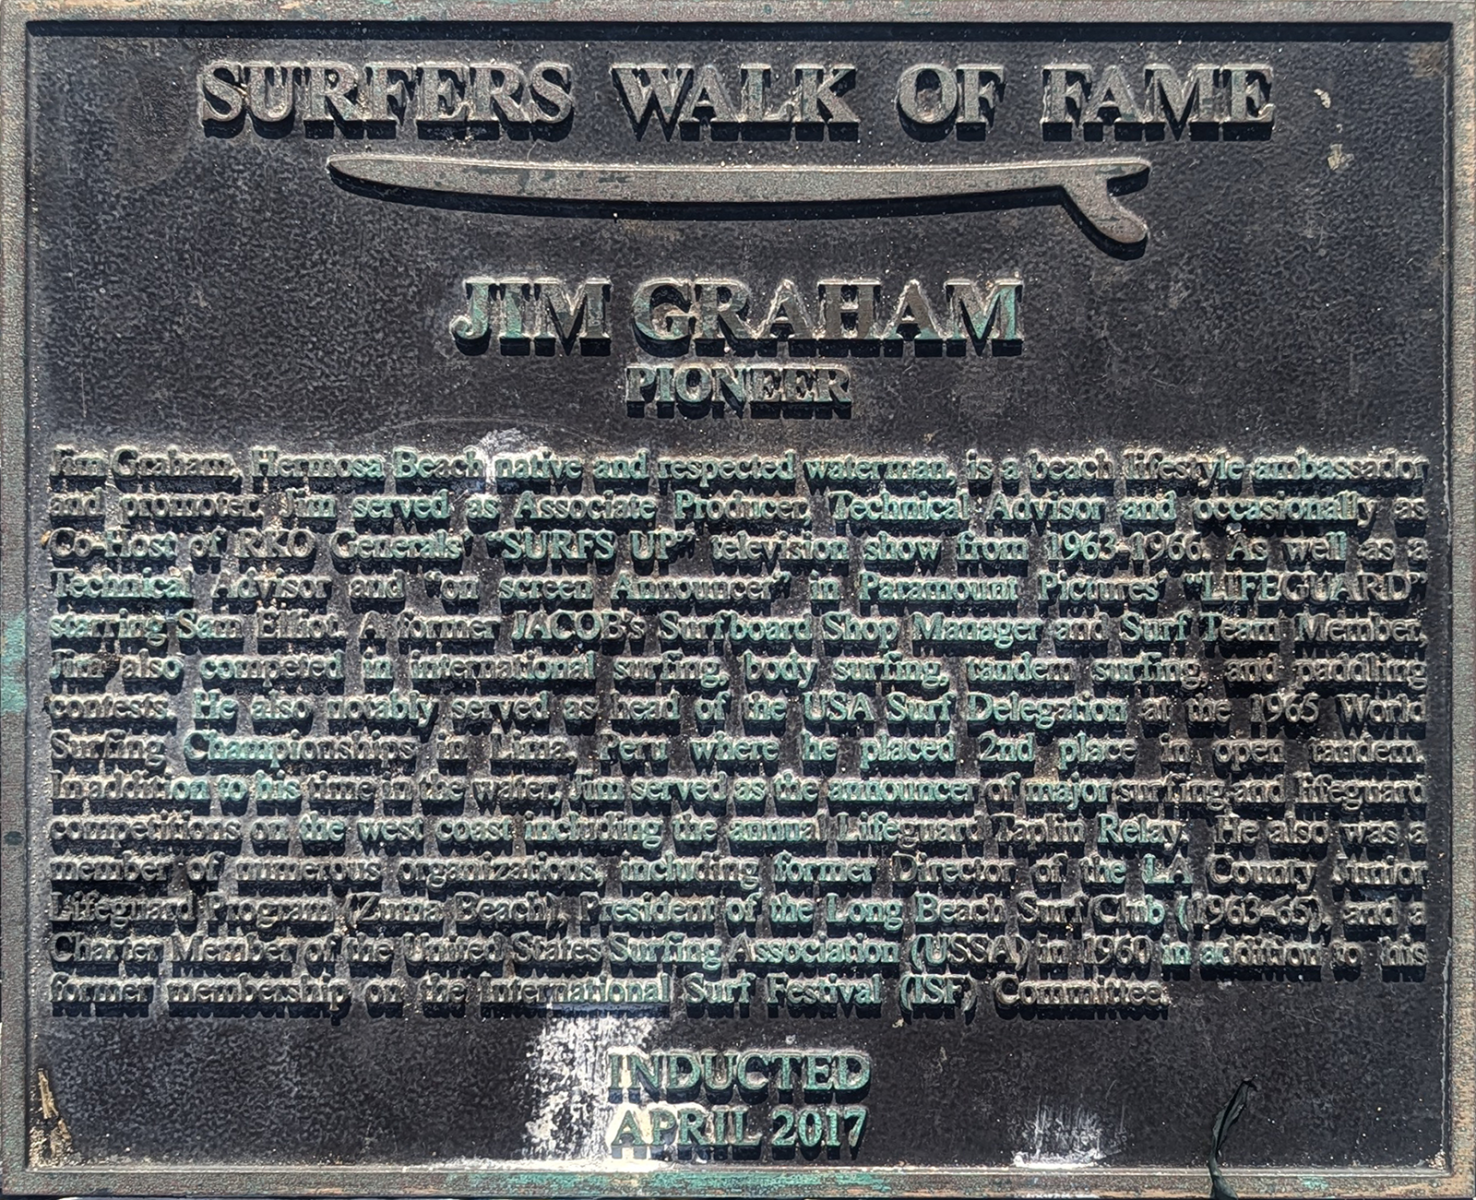 SURFERS WALK OF FAME
JIM GRAHAM
PIONEER
Jim Graham, Hermosa Beach native and respected waterman, is a beach lifestyle ambassador
and promoter. Jim served as Associate Producer, Technical Advisor and occasionally as
Co-Host of RKO Generals' "SURFS UP" television show from 1963-1966. As well as a
Technical Advisor and "on screen Announcer" in Paramount Pictures' "LIFEGUARD"
starring Sam Elliot. A former JACOB's Surfboard Shop Manager and Surf Team Member.
Jim also competed in international surfing, body surfing, tandem surfing, and paddling
contests. He also notably served as head of the USA Surf Delegation at the 1965 World
Surfing Championships in Lima, Peru where he placed 2nd place in open tandem.
In addition to his time in the water, Jim served as the announcer of major surfing and lifeguard
competitions on the west coast including the annual Lifeguard Taplin Relay. He also was a
member of numerous organizations, including former Director of the LA County Junior
Lifeguard Program (Zuma Beach), President of the Long Beach Surf Club (1963-65), and a
Charter Member of the United States Surfing Association (USSA) in 1960 in addition to his
former membership on the International Surf Festival (ISF) Committee.
INDUCTED
APRIL 2017